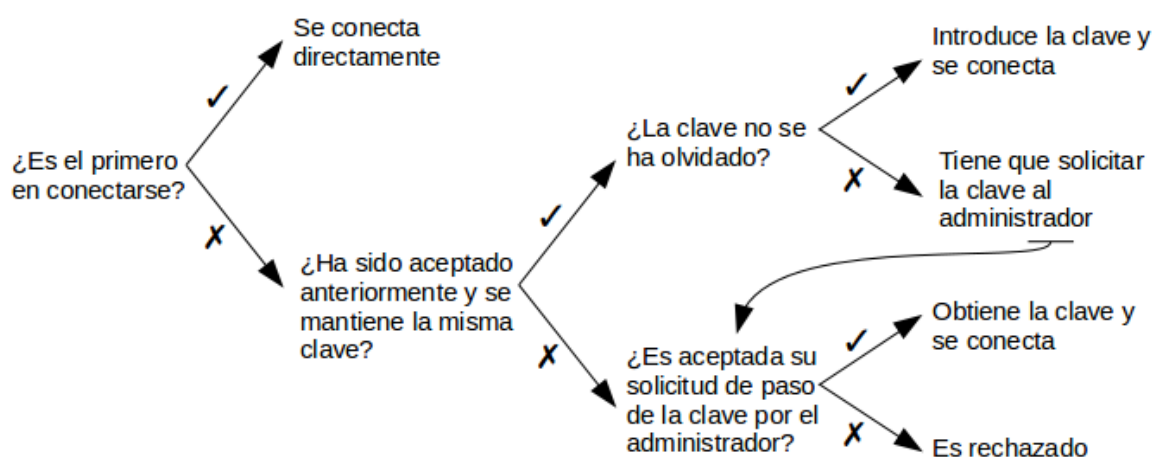 Se conecta
directamente
¿Es el primero
en conectarse?
✓
✗
¿Ha sido aceptado
anteriormente y se
mantiene la misma
clave?
✓
✗
¿La clave no se
ha olvidado?
✓
✗
Introduce la clave y
se conecta
Tiene que solicitar
la clave al
administrador
¿Es aceptada su
solicitud de paso
de la clave por el
administrador?
✓
✗
Obtiene la clave y
se conecta
Es rechazado